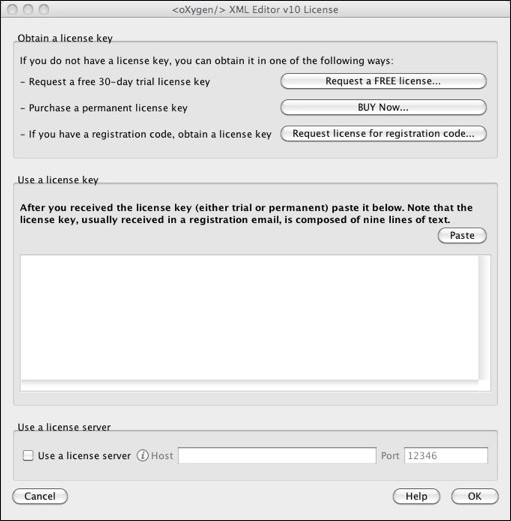 <oXygen/> XML Editor v10 License
Obtain a license key
If you do not have a license key, you can obtain it in one of the following ways:
– Request a free 30-day trial license key Request a FREE license...
– Purchase a permanent license key BUY Now...
– If you have a registration code, obtain a license key Request license for registration code...
Use a license key
After you received the license key (either trial or permanent) paste it below. Note that the
license key, usually received in a registration email, is composed of nine lines of text.
Paste
Use a license server
Use a license server i Host Port 12346
Cancel Help OK